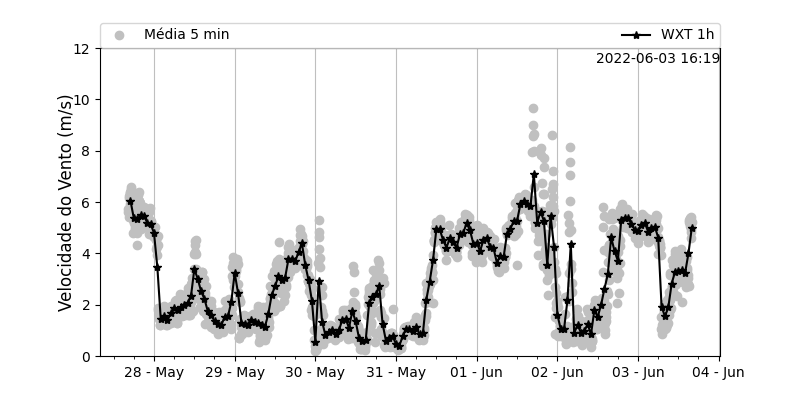 Média 5 min
WXT 1h
2022-06-03 16:19
Velocidade do Vento (m/s)
12
10
8
6
4
2
0
28 - May
29 - May
30 - May
31 - May
01 - Jun
02 - Jun
03 - Jun
04 - Jun